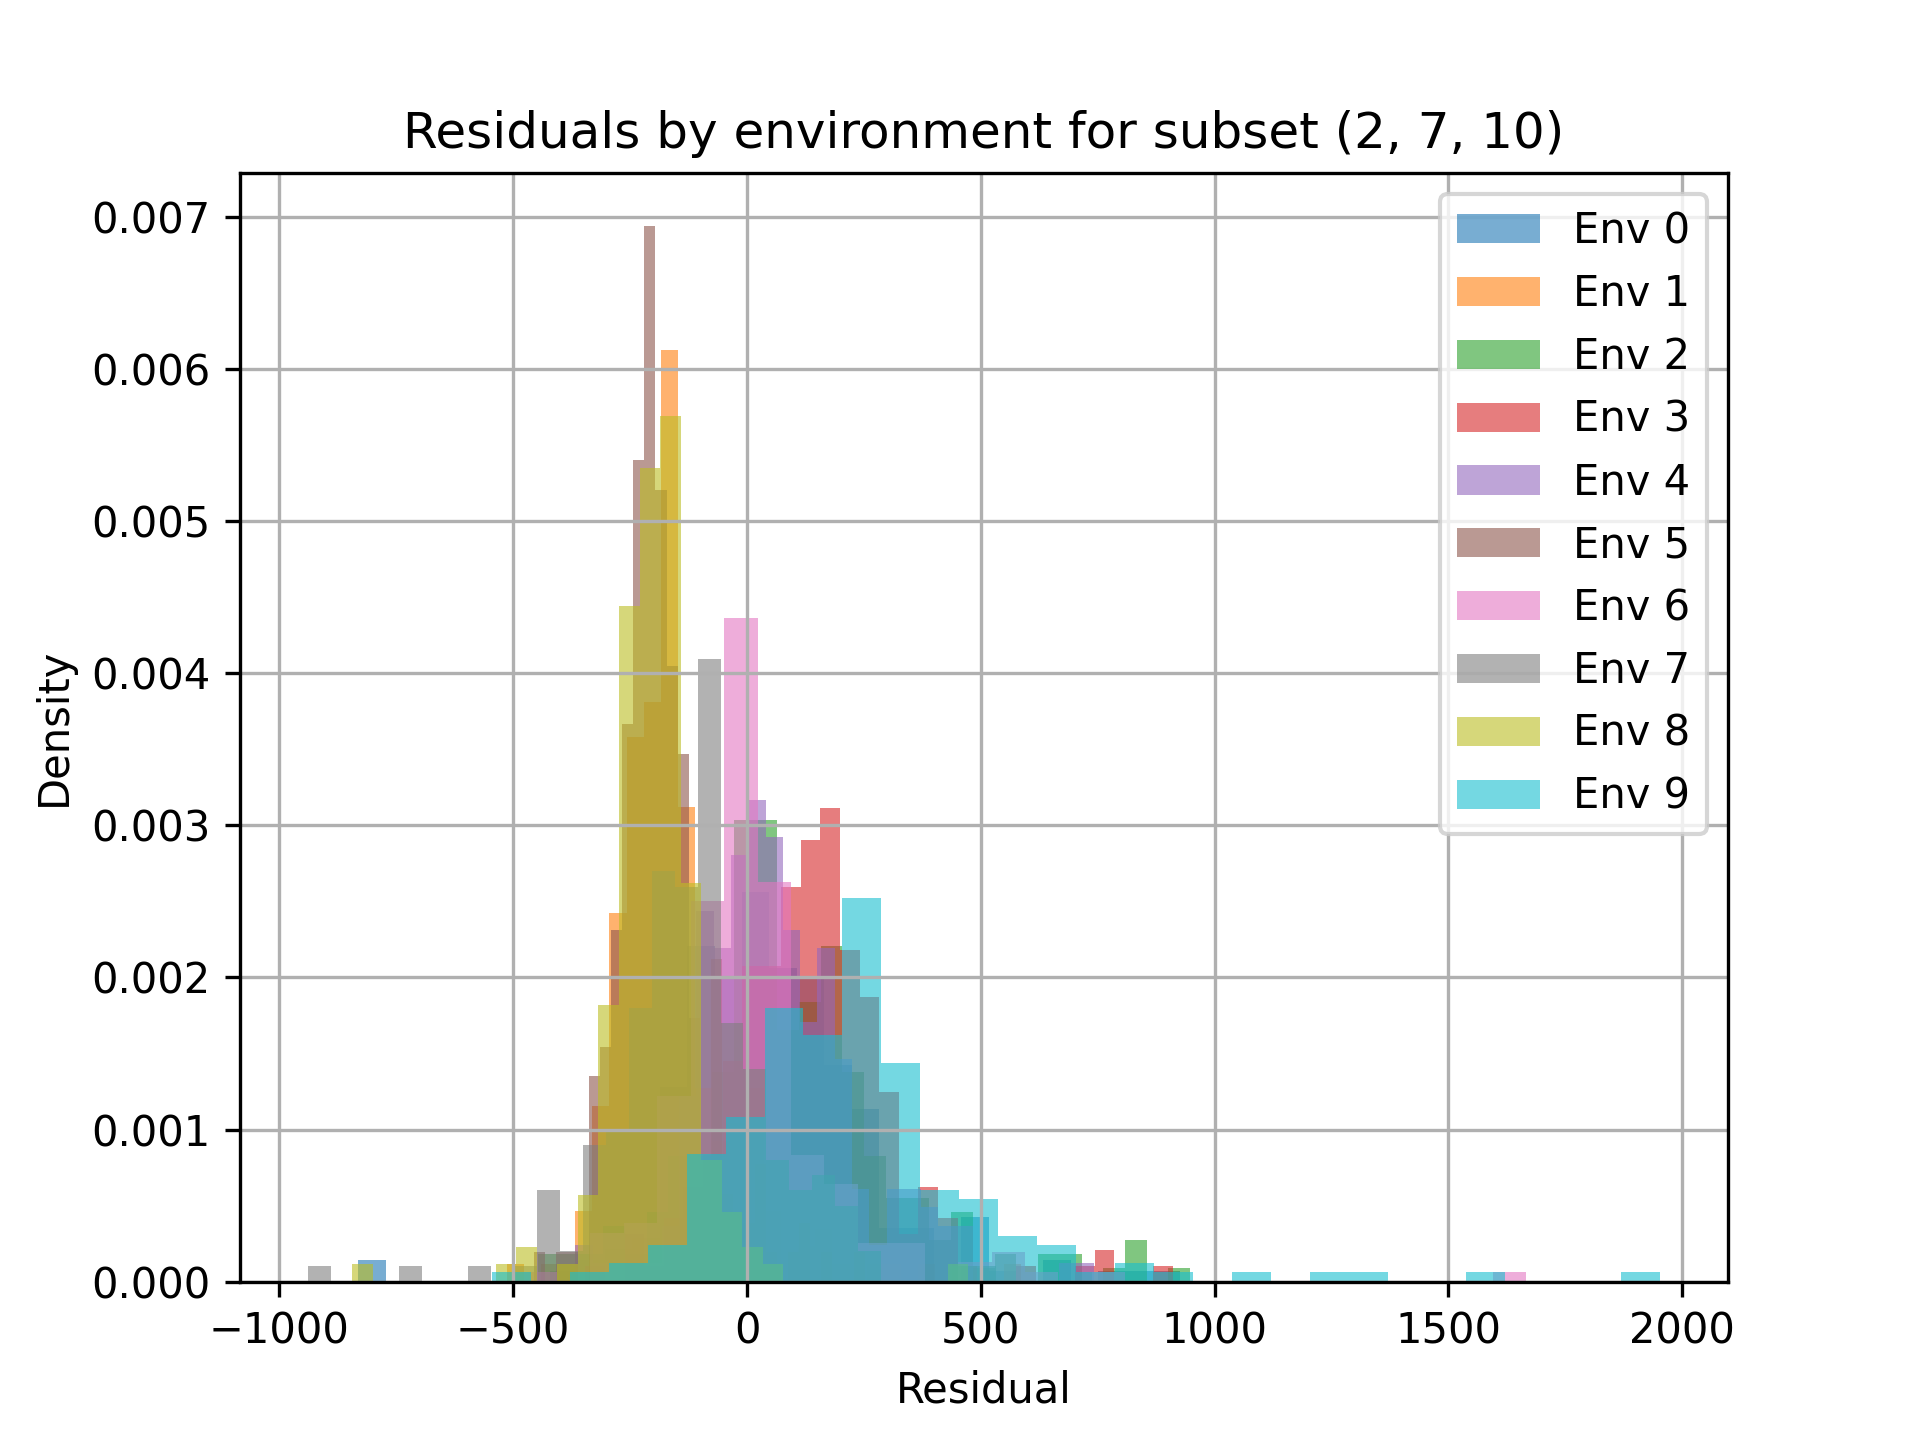 Residuals by environment for subset (2, 7, 10)
0.007
0.006
0.005
0.004
0.003
0.002
0.001
0.000
Density
Env 0
Env 1
Env 2
Env 3
Env 4
Env 5
Env 6
Env 7
Env 8
Env 9
−1000 −500 0 500 1000 1500 2000
Residual